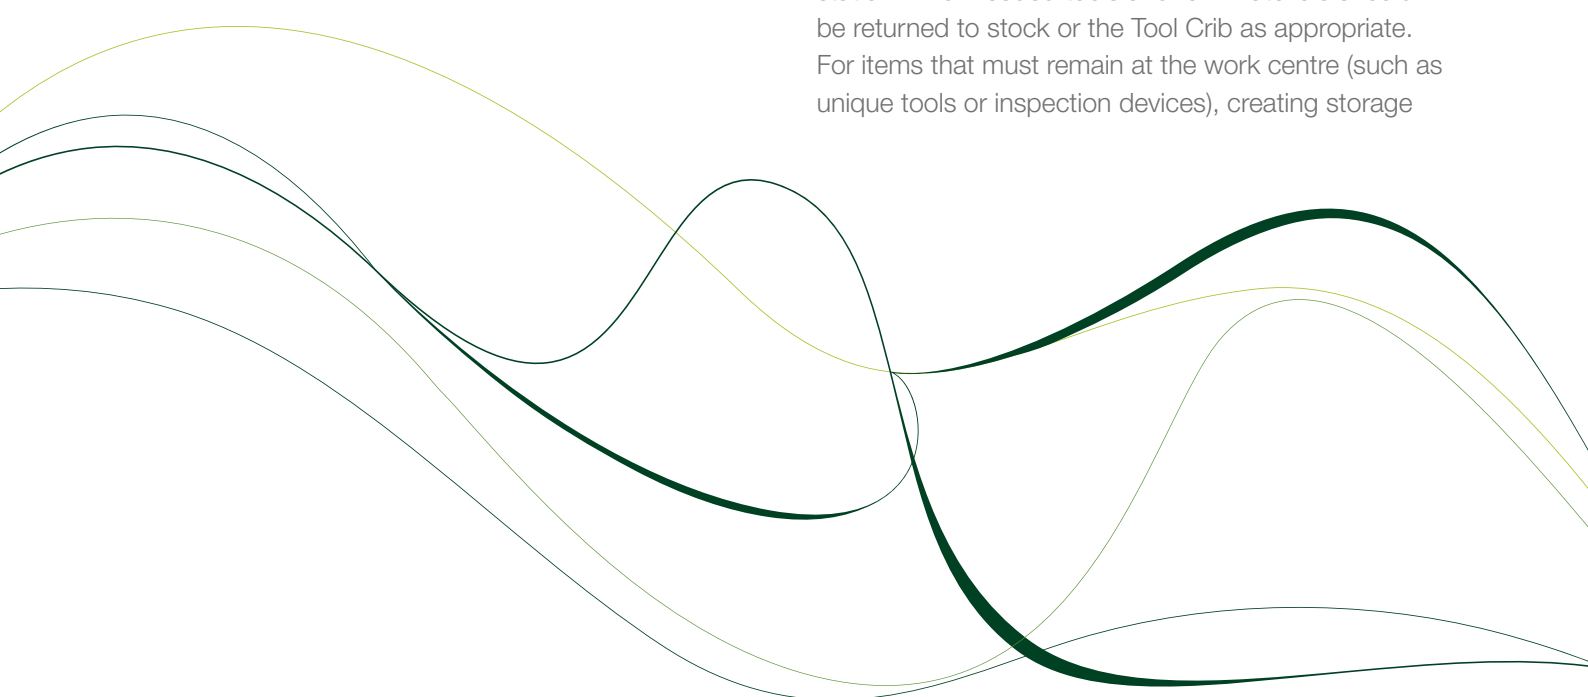 be returned to stock or the Tool Crib as appropriate.
For items that must remain at the work centre (such as
unique tools or inspection devices), creating storage